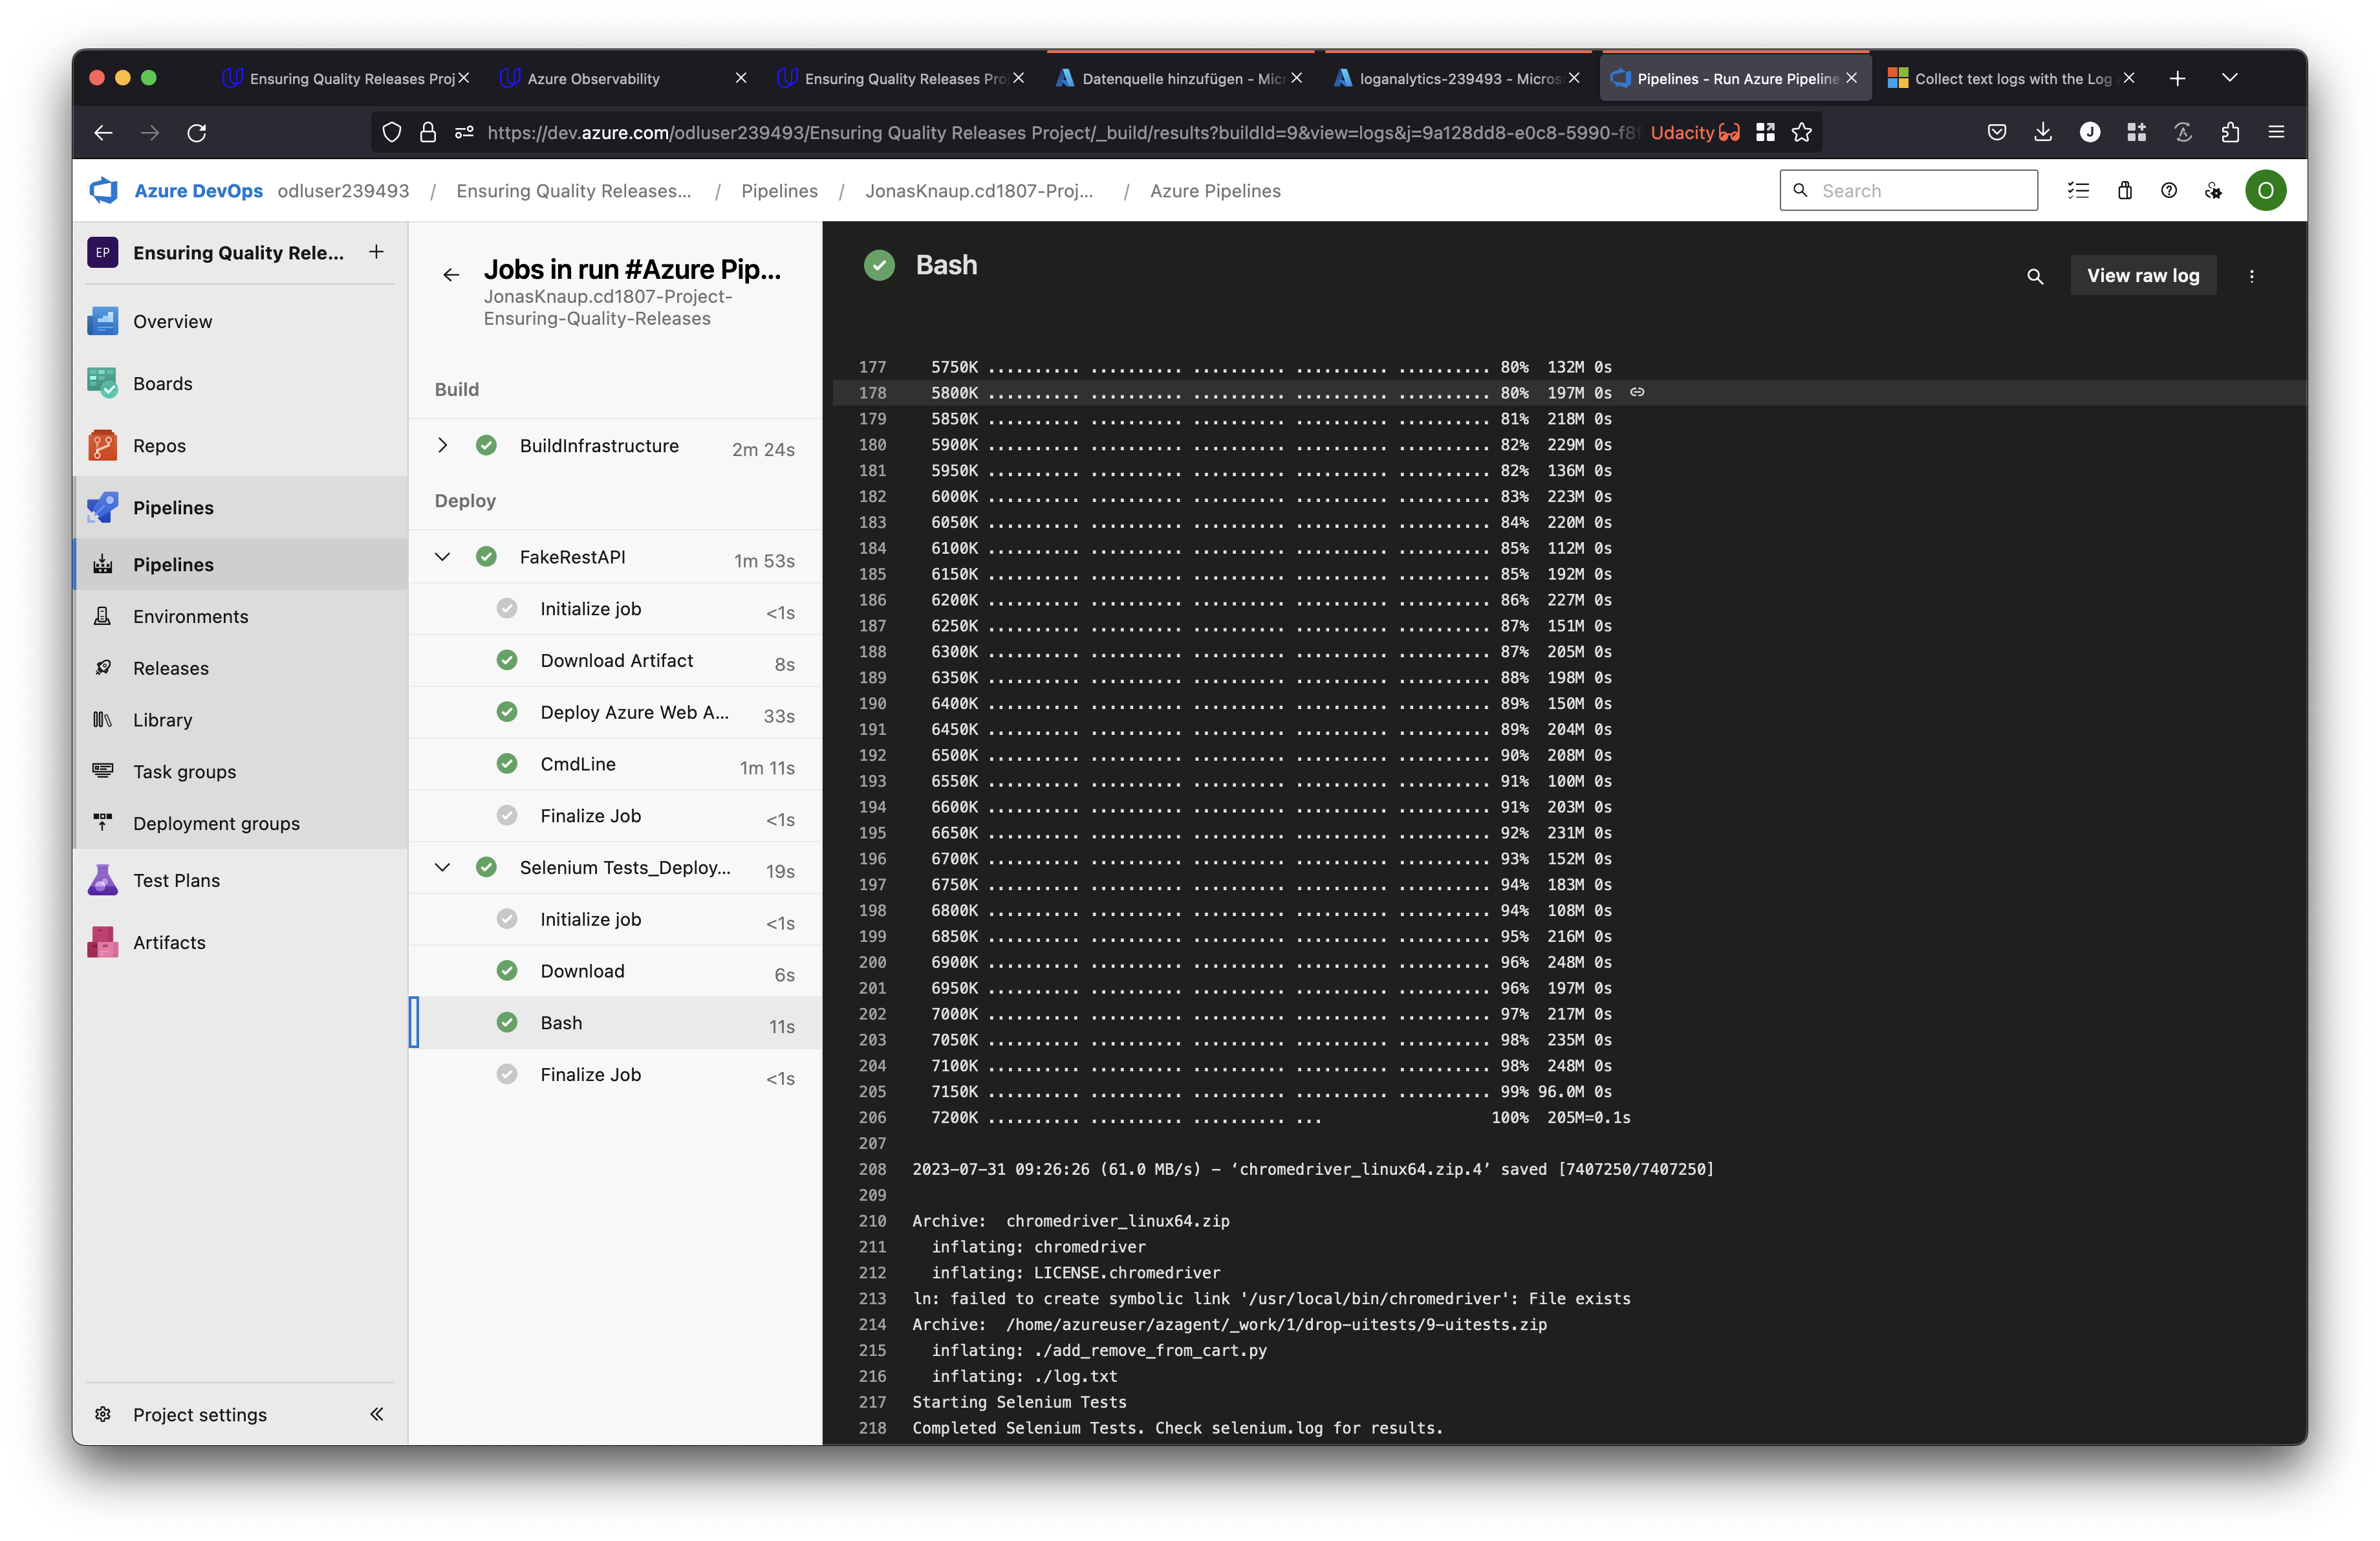 Ensuring Quality Releases Proj
Azure Observability
Ensuring Quality Releases Pro
Datenquelle hinzufügen - Micr
loganalytics-239493 - Micros
Pipelines - Run Azure Pipeline
Collect text logs with the Log
https://dev.azure.com/odluser239493/Ensuring Quality Releases Project/_build/results?buildId=9&view=logs&j=9a128dd8-e0c8-5990-f8f
Udacity
J
Azure DevOps odluser239493 / Ensuring Quality Releases... / Pipelines / JonasKnaup.cd1807-Proj... / Azure Pipelines
Search
O
EP Ensuring Quality Rele...
Overview
Boards
Repos
Pipelines
Pipelines
Environments
Releases
Library
Task groups
Deployment groups
Test Plans
Artifacts
Project settings
Jobs in run #Azure Pip...
JonasKnaup.cd1807-Project-
Ensuring-Quality-Releases
Build
BuildInfrastructure 2m 24s
Deploy
FakeRestAPI 1m 53s
Initialize job <1s
Download Artifact 8s
Deploy Azure Web A... 33s
CmdLine 1m 11s
Finalize Job <1s
Selenium Tests_Deploy... 19s
Initialize job <1s
Download 6s
Bash 11s
Finalize Job <1s
Bash
View raw log
177 5750K .......... .......... .......... .......... .......... 80% 132M 0s
178 5800K .......... .......... .......... .......... .......... 80% 197M 0s
179 5850K .......... .......... .......... .......... .......... 81% 218M 0s
180 5900K .......... .......... .......... .......... .......... 82% 229M 0s
181 5950K .......... .......... .......... .......... .......... 82% 136M 0s
182 6000K .......... .......... .......... .......... .......... 83% 223M 0s
183 6050K .......... .......... .......... .......... .......... 84% 220M 0s
184 6100K .......... .......... .......... .......... .......... 85% 112M 0s
185 6150K .......... .......... .......... .......... .......... 85% 192M 0s
186 6200K .......... .......... .......... .......... .......... 86% 227M 0s
187 6250K .......... .......... .......... .......... .......... 87% 151M 0s
188 6300K .......... .......... .......... .......... .......... 87% 205M 0s
189 6350K .......... .......... .......... .......... .......... 88% 198M 0s
190 6400K .......... .......... .......... .......... .......... 89% 150M 0s
191 6450K .......... .......... .......... .......... .......... 89% 204M 0s
192 6500K .......... .......... .......... .......... .......... 90% 208M 0s
193 6550K .......... .......... .......... .......... .......... 91% 100M 0s
194 6600K .......... .......... .......... .......... .......... 91% 203M 0s
195 6650K .......... .......... .......... .......... .......... 92% 231M 0s
196 6700K .......... .......... .......... .......... .......... 93% 152M 0s
197 6750K .......... .......... .......... .......... .......... 94% 183M 0s
198 6800K .......... .......... .......... .......... .......... 94% 108M 0s
199 6850K .......... .......... .......... .......... .......... 95% 216M 0s
200 6900K .......... .......... .......... .......... .......... 96% 248M 0s
201 6950K .......... .......... .......... .......... .......... 96% 197M 0s
202 7000K .......... .......... .......... .......... .......... 97% 217M 0s
203 7050K .......... .......... .......... .......... .......... 98% 235M 0s
204 7100K .......... .......... .......... .......... .......... 98% 248M 0s
205 7150K .......... .......... .......... .......... .......... 99% 96.0M 0s
206 7200K .......... .......... .......... ... 100% 205M=0.1s
207
208 2023-07-31 09:26:26 (61.0 MB/s) - ‘chromedriver_linux64.zip.4’ saved [7407250/7407250]
209
210 Archive: chromedriver_linux64.zip
211 inflating: chromedriver
212 inflating: LICENSE.chromedriver
213 ln: failed to create symbolic link '/usr/local/bin/chromedriver': File exists
214 Archive: /home/azureuser/azagent/_work/1/drop-uitests/9-uitests.zip
215 inflating: ./add_remove_from_cart.py
216 inflating: ./log.txt
217 Starting Selenium Tests
218 Completed Selenium Tests. Check selenium.log for results.